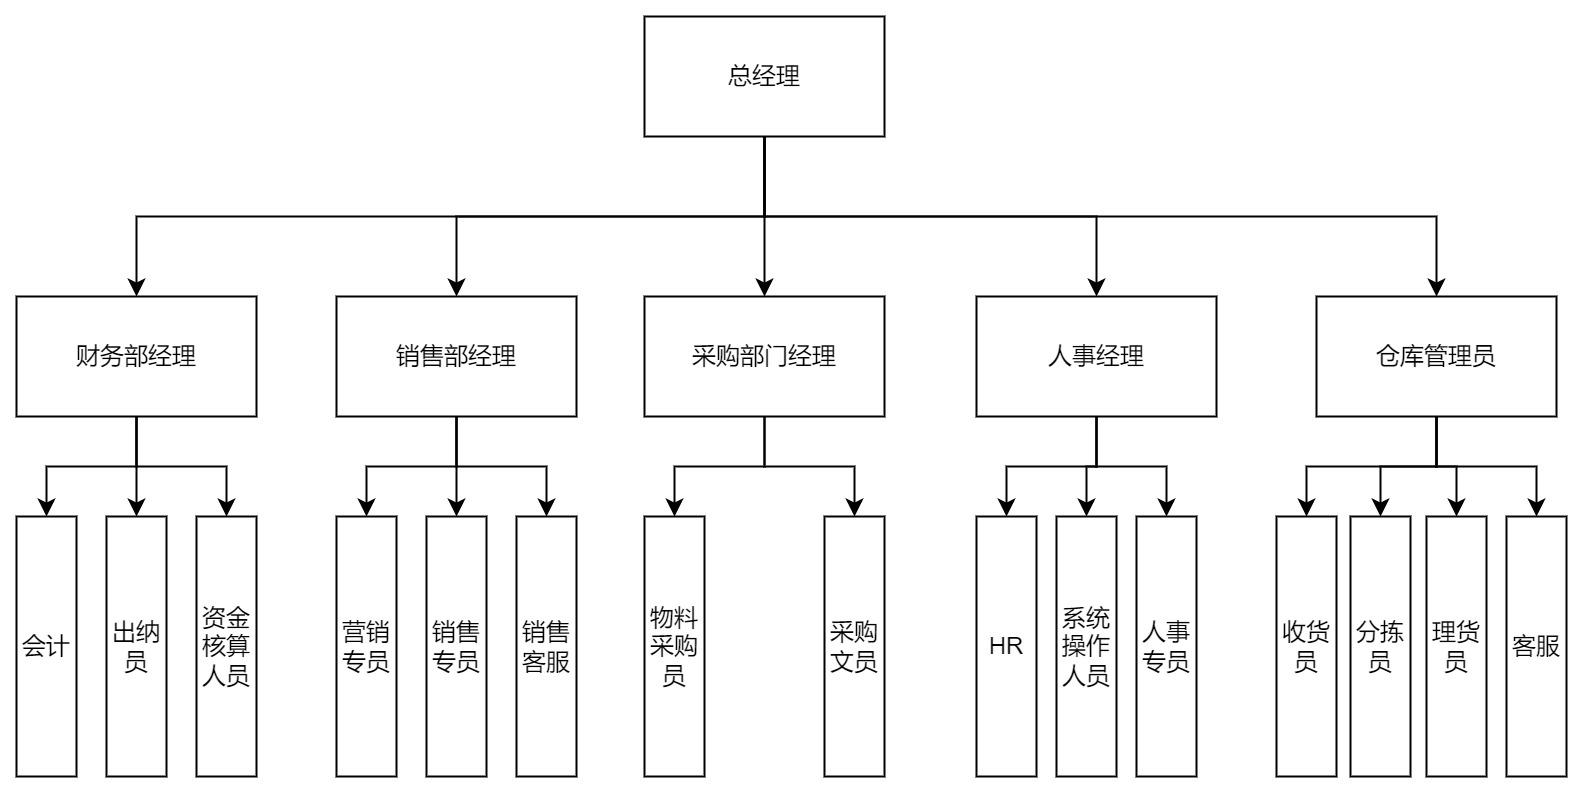 总经理
财务部经理
销售部经理
采购部门经理
人事经理
仓库管理员
会计
出纳
员
资金
核算
人员
营销
专员
销售
专员
销售
客服
物料
采购
员
采购
文员
HR
系统
操作
人员
人事
专员
收货
员
分拣
员
理货
员
客服